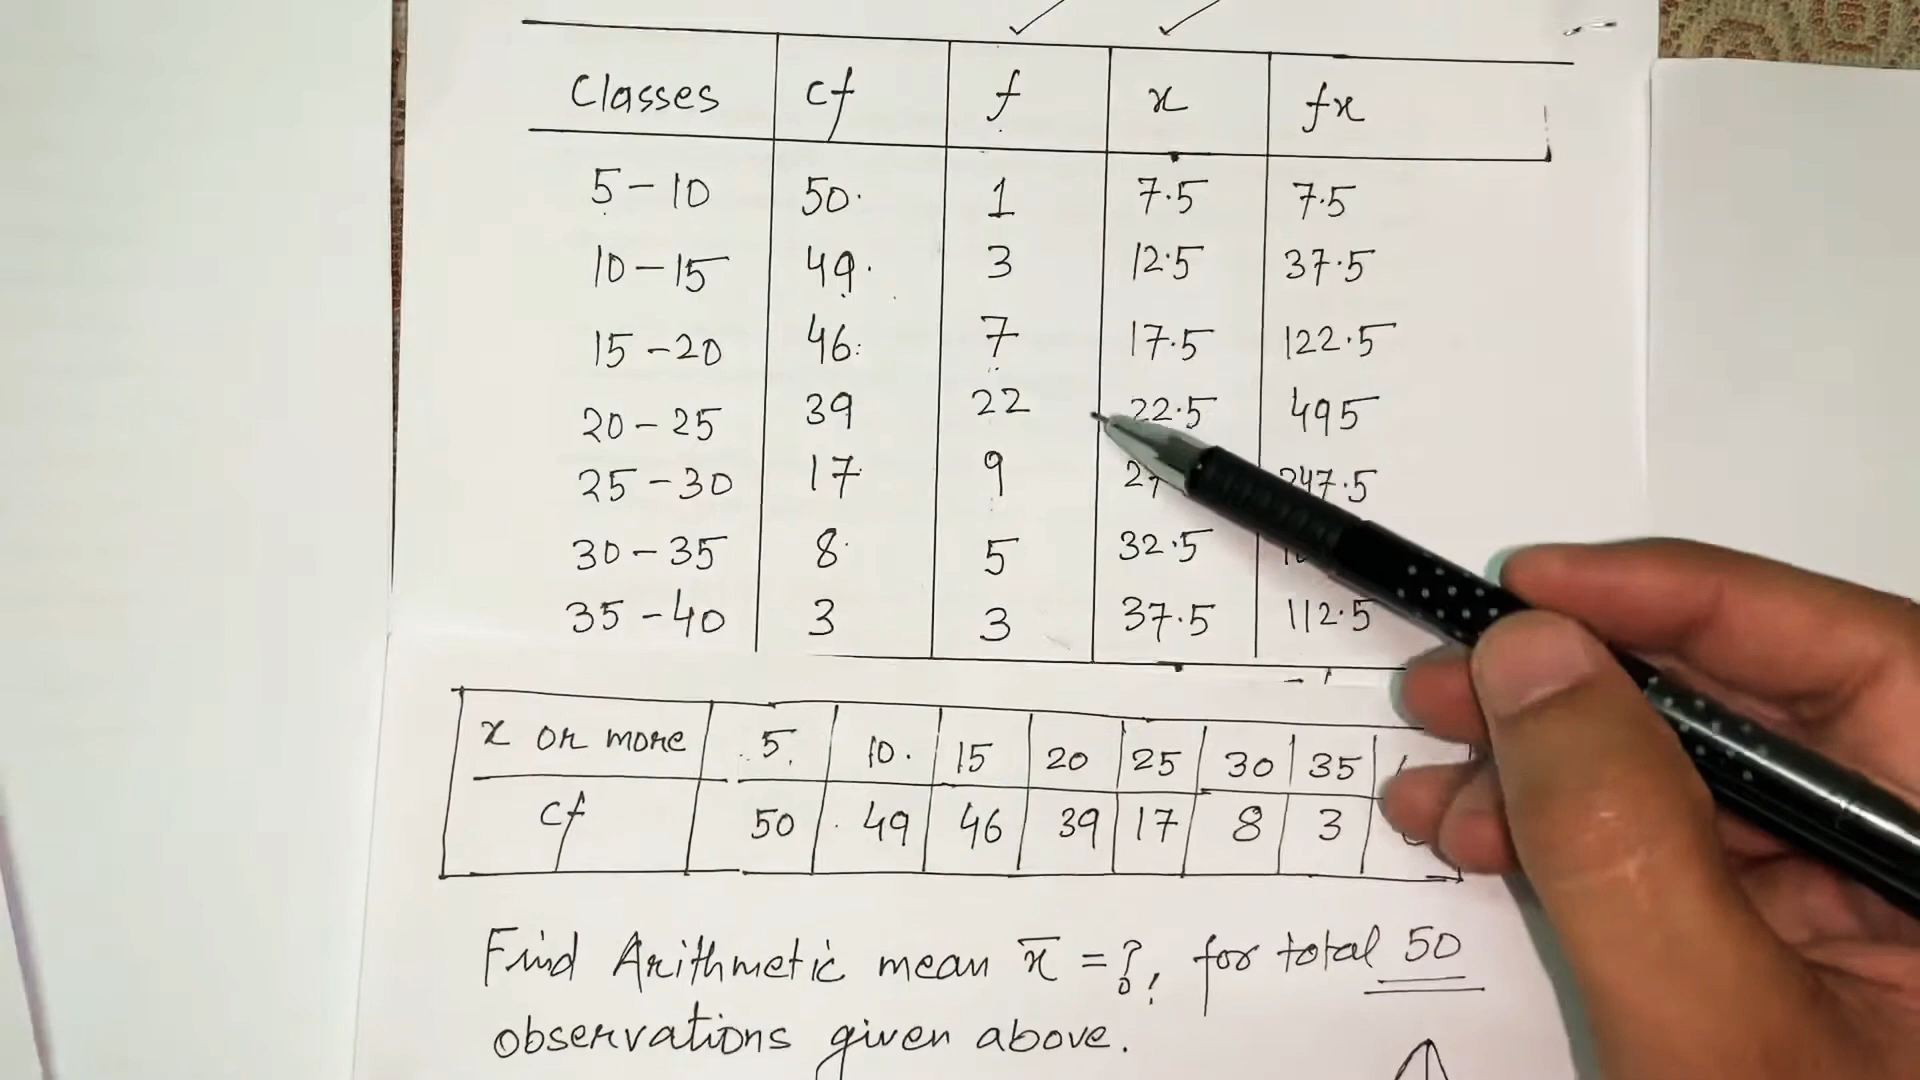 Classes cf f x fx
5-10 50 1 7.5 7.5
10-15 49 3 12.5 37.5
15-20 46 7 17.5 122.5
20-25 39 22 22.5 495
25-30 17 9 247.5
30-35 8 5 32.5
35-40 3 3 37.5 112.5
x or more 5 10 15 20 25 30 35
cf 50 49 46 39 17 8 3
Find Arithmetic mean x̅ = ?, for total 50
observations given above.